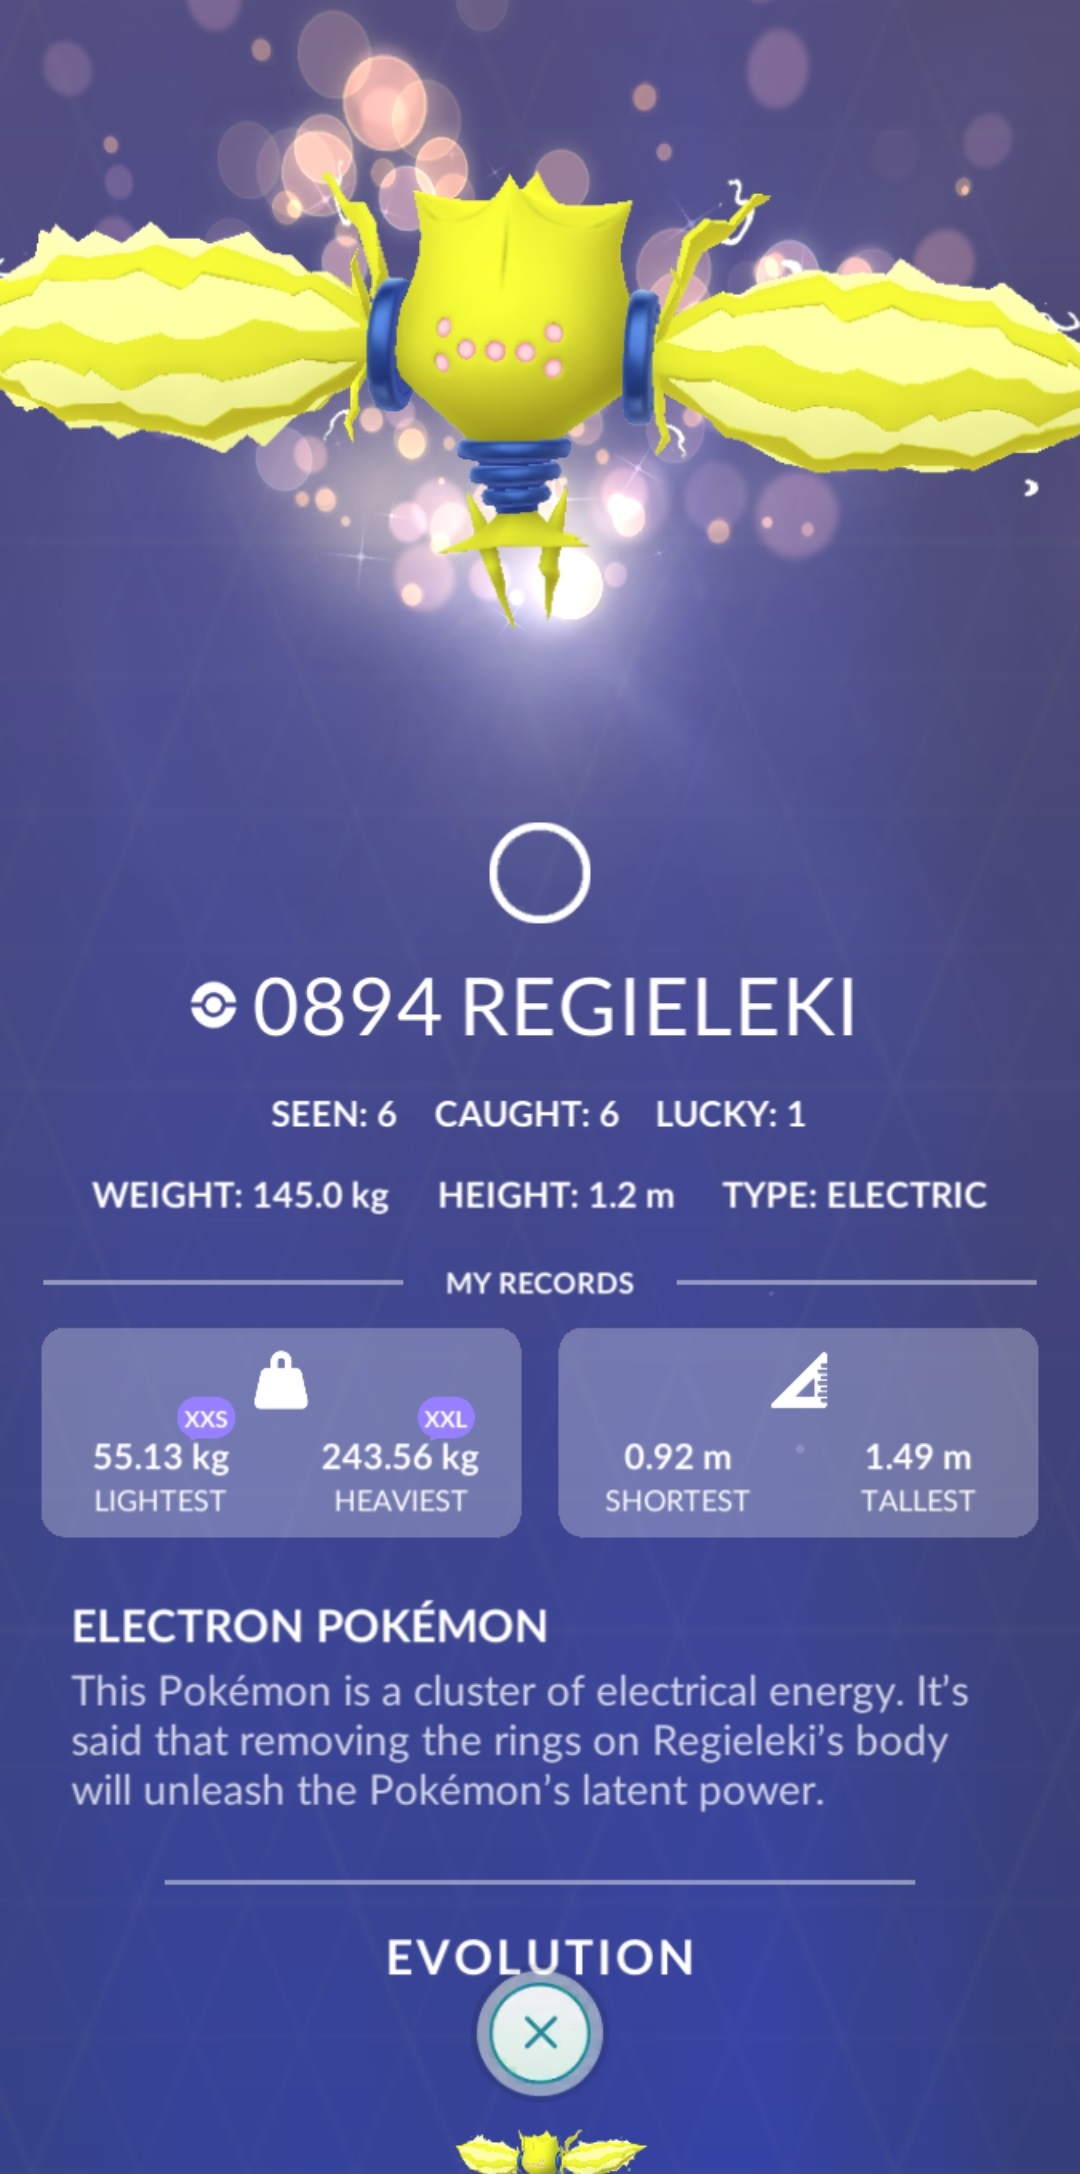 0894 REGIELEKI
SEEN: 6 CAUGHT: 6 LUCKY: 1
WEIGHT: 145.0 kg HEIGHT: 1.2 m TYPE: ELECTRIC
MY RECORDS
XXS XXL
55.13 kg 243.56 kg 0.92 m 1.49 m
LIGHTEST HEAVIEST SHORTEST TALLEST
ELECTRON POKÉMON
This Pokémon is a cluster of electrical energy. It’s
said that removing the rings on Regieleki’s body
will unleash the Pokémon’s latent power.
EVOLUTION